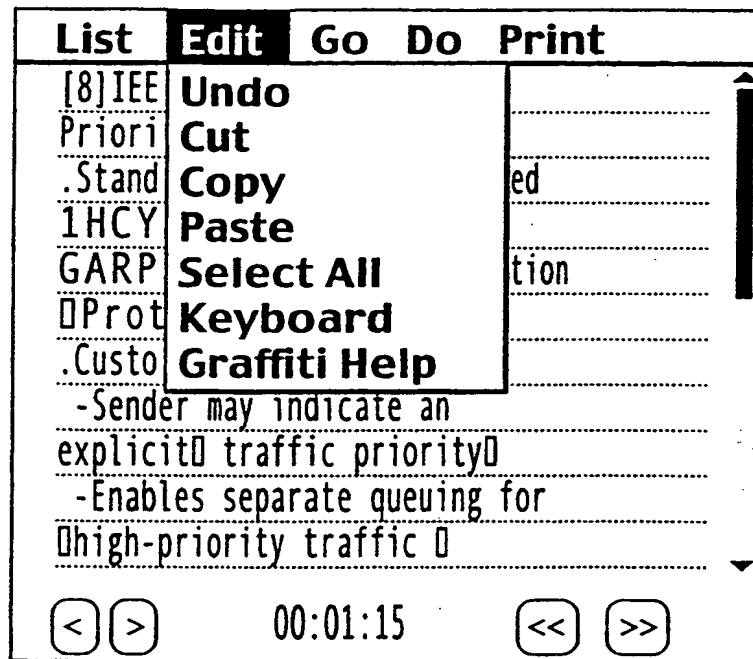 List Edit Go Do Print
[8]IEE Undo
Priori Cut
.Stand Copy ed
1HCY Paste
GARP Select All tion
▯Prot Keyboard
.Custo Graffiti Help
-Sender may indicate an
explicit▯ traffic priority▯
-Enables separate queuing for
▯high-priority traffic ▯
< > 00:01:15 << >>